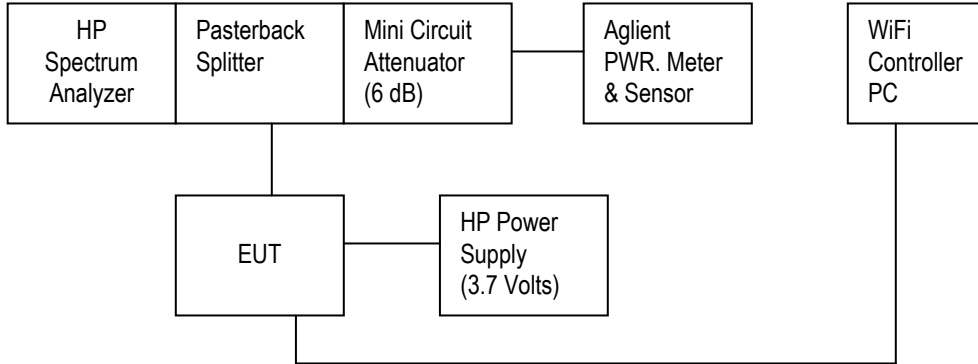 HP
Spectrum
Analyzer
Pasterback
Splitter
Mini Circuit
Attenuator
(6 dB)
Aglient
PWR. Meter
& Sensor
WiFi
Controller
PC
EUT
HP Power
Supply
(3.7 Volts)